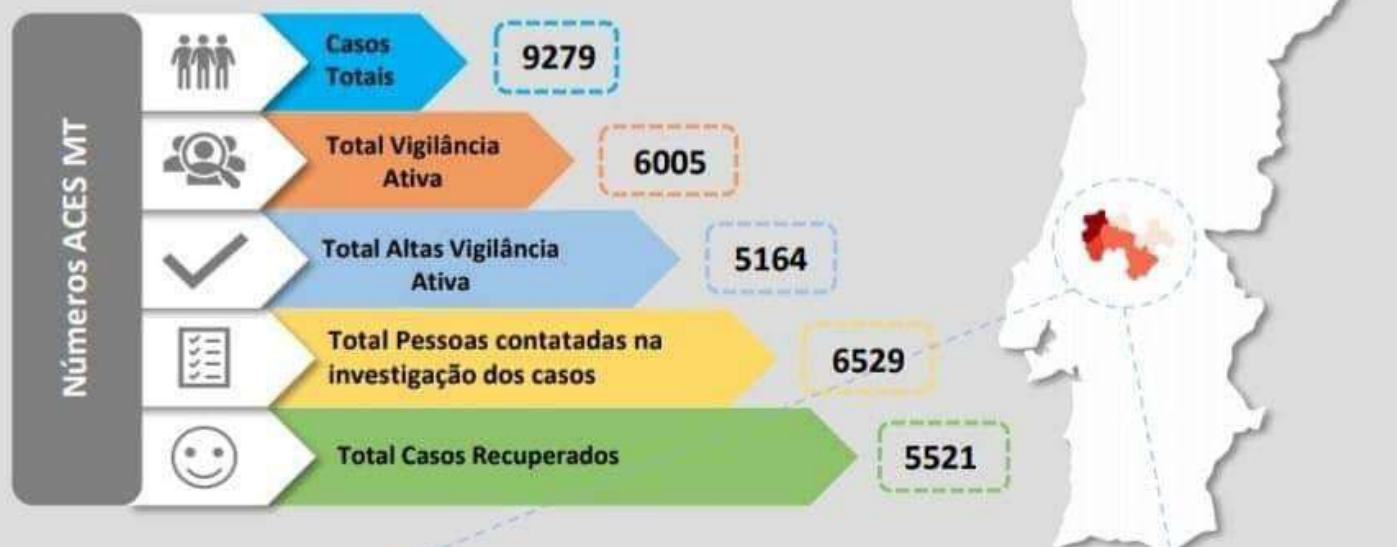 Números ACES MT
Casos
Totais
9279
Total Vigilância
Ativa
6005
Total Altas Vigilância
Ativa
5164
Total Pessoas contatadas na
investigação dos casos
6529
Total Casos Recuperados
5521